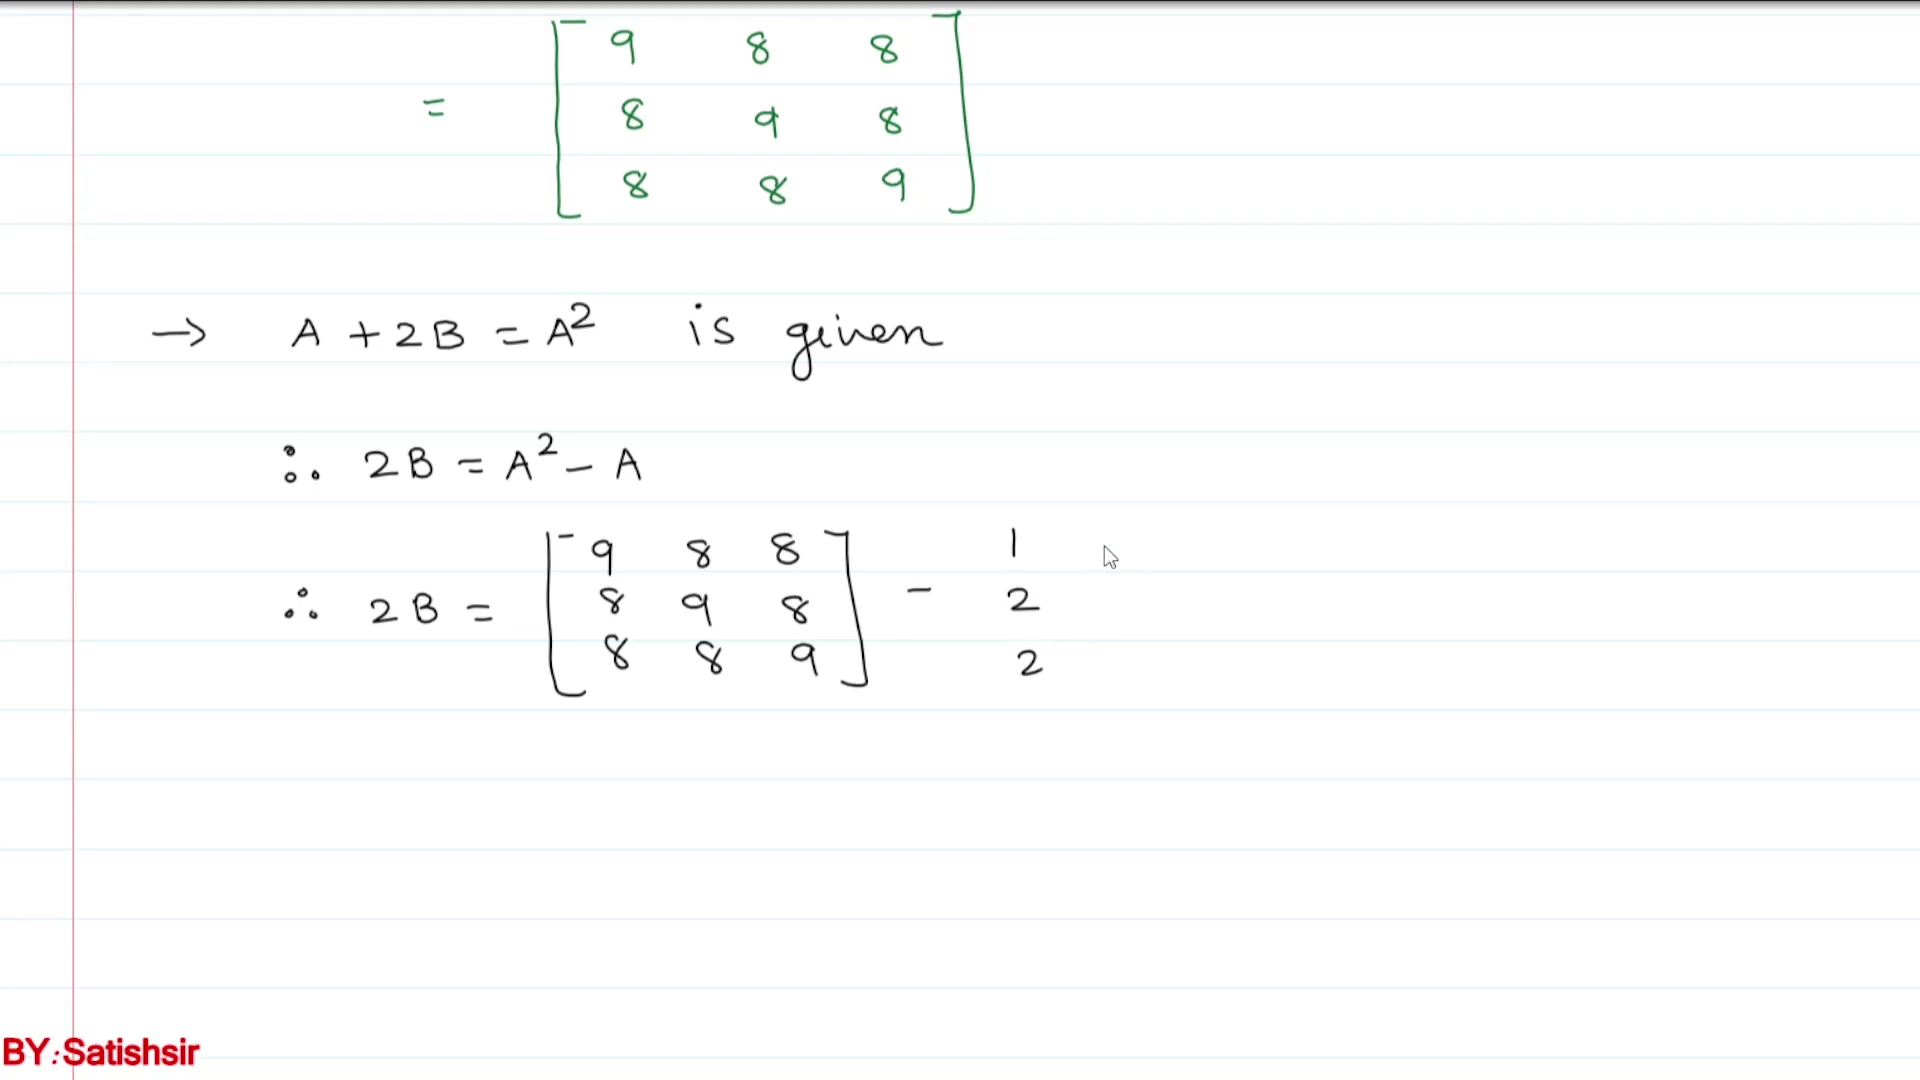 9 8 8
= 8 9 8
8 8 9
→ A + 2B = A² is given
∴ 2B = A² - A
9 8 8 1
∴ 2B = 8 9 8 - 2
8 8 9 2
BY:Satishsir